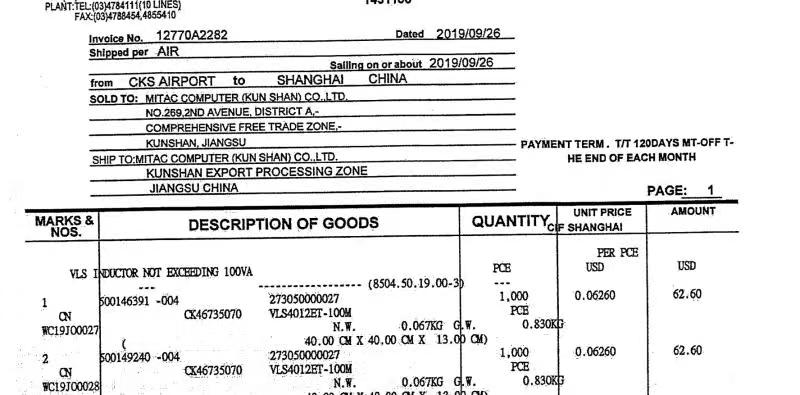 PLANT:TEL:(03)4784111(10 LINES)
FAX:(03)4788454,4855410
Invoice No. 12770A2282 Dated 2019/09/26
Shipped per AIR
Sailing on or about 2019/09/26
from CKS AIRPORT to SHANGHAI CHINA
SOLD TO: MITAC COMPUTER (KUN SHAN) CO.,LTD.
NO.269,2ND AVENUE, DISTRICT A,-
COMPREHENSIVE FREE TRADE ZONE,-
KUNSHAN, JIANGSU
PAYMENT TERM . T/T 120DAYS MT-OFF T-
SHIP TO:MITAC COMPUTER (KUN SHAN) CO.,LTD.
HE END OF EACH MONTH
KUNSHAN EXPORT PROCESSING ZONE
JIANGSU CHINA
PAGE: 1
MARKS & NOS. DESCRIPTION OF GOODS QUANTITY UNIT PRICE AMOUNT
CIF SHANGHAI
PER PCE
VLS INDUCTOR NOT EXCEEDING 100VA PCE USD USD
--- ----------------- (8504.50.19.00-3) ---
1 500146391 -004 273050000027 1,000 0.06260 62.60
CN CK46735070 VLS4012ET-100M PCE
WC19J00027 N.W. 0.067KG G.W. 0.830KG
( 40.00 CM X 40.00 CM X 13.00 CM)
2 500149240 -004 273050000027 1,000 0.06260 62.60
CN CK46735070 VLS4012ET-100M PCE
WC19J00028 N.W. 0.067KG G.W. 0.830KG